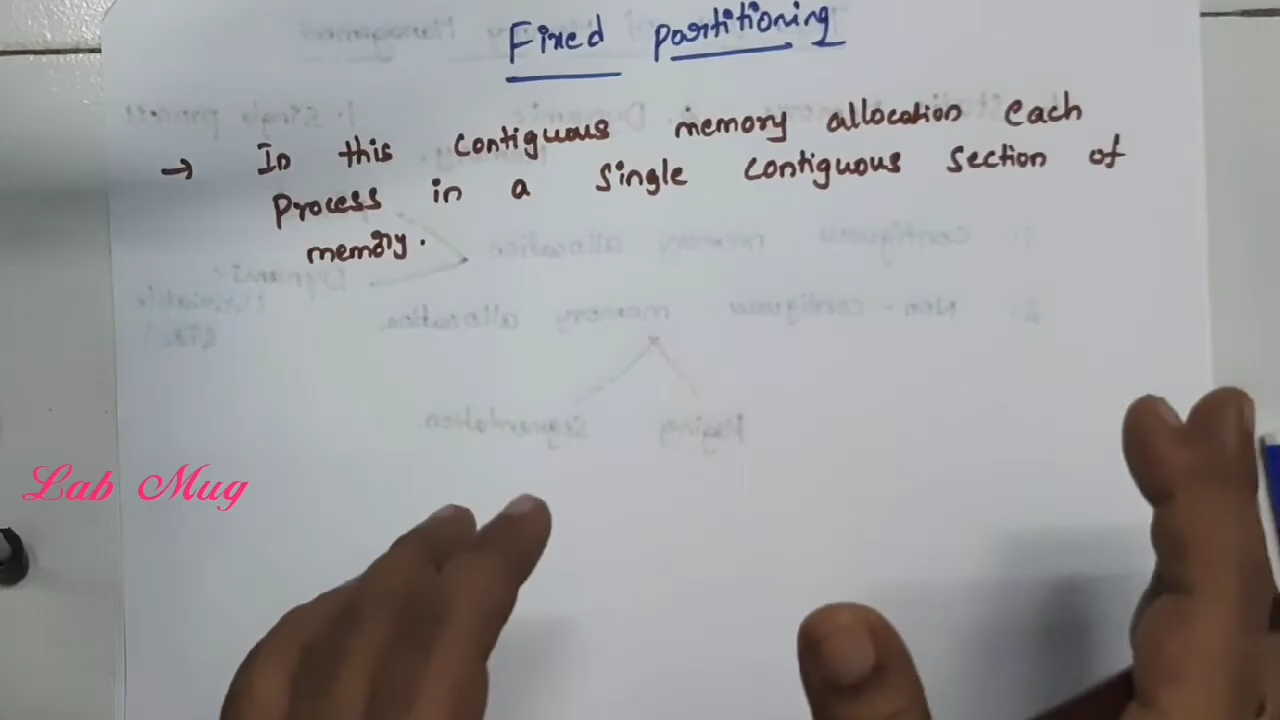 Fixed partitioning
→ In this contiguous memory allocation each
process in a single contiguous section of
memory.
Lab Mug